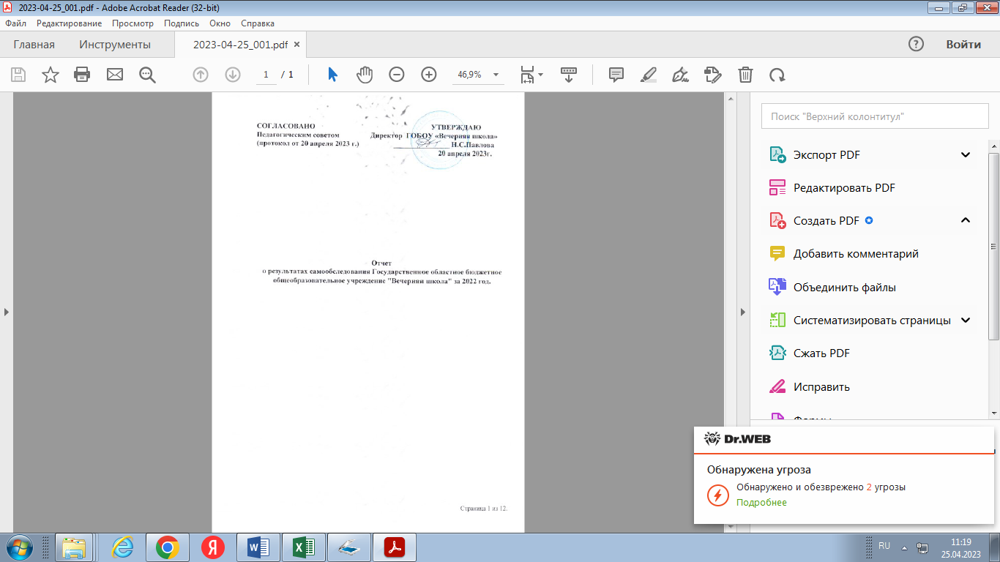 2023-04-25_001.pdf - Adobe Acrobat Reader (32-bit)
Файл Редактирование Просмотр Подпись Окно Справка
Главная Инструменты 2023-04-25_001.pdf × Войти
1 / 1 46,9%
СОГЛАСОВАНО
Педагогическим советом
(протокол от 20 апреля 2023 г.)
УТВЕРЖДАЮ
Директор ГОБОУ «Вечерняя школа»
Н.С.Павлова
20 апреля 2023г.
Отчет
о результатах самообследования Государственное областное бюджетное
общеобразовательное учреждение "Вечерняя школа" за 2022 год.
Страница 1 из 12.
Поиск "Верхний колонтитул"
Экспорт PDF
Редактировать PDF
Создать PDF
Добавить комментарий
Объединить файлы
Систематизировать страницы
Сжать PDF
Исправить
Dr.WEB
Обнаружена угроза
Обнаружено и обезврежено 2 угрозы
Подробнее
RU
11:19
25.04.2023